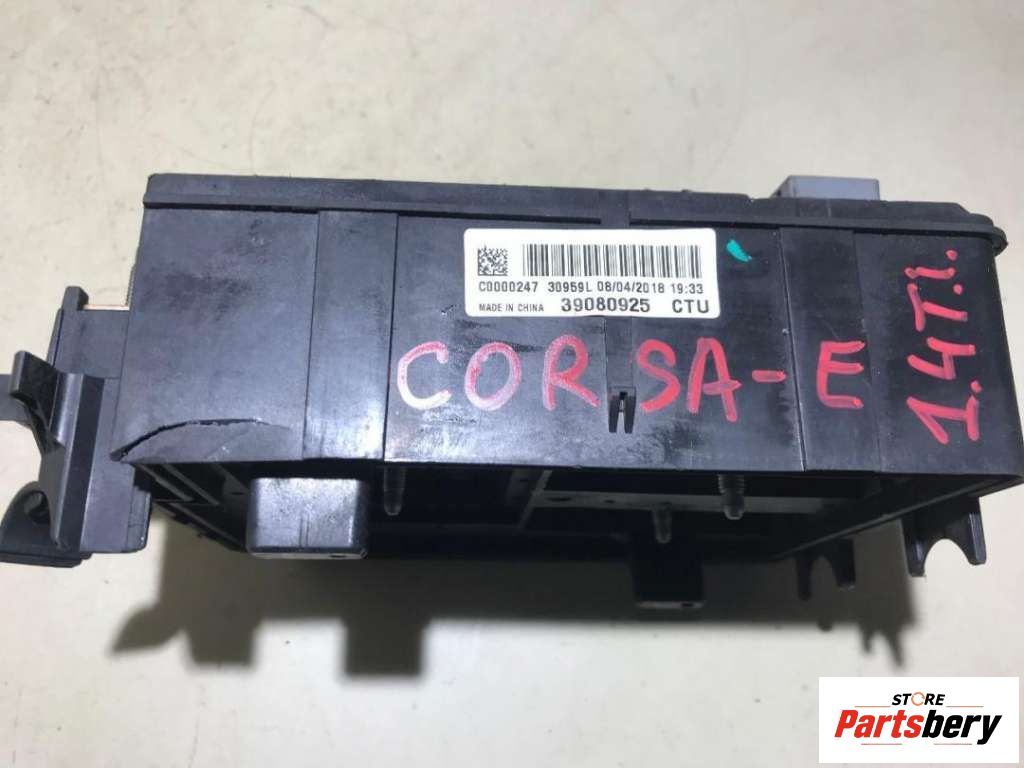 C0000247 30959L 08/04/2018 19:33
MADE IN CHINA 39080925 CTU
CORSA-E
1.4T.i.
STORE
Partsbery